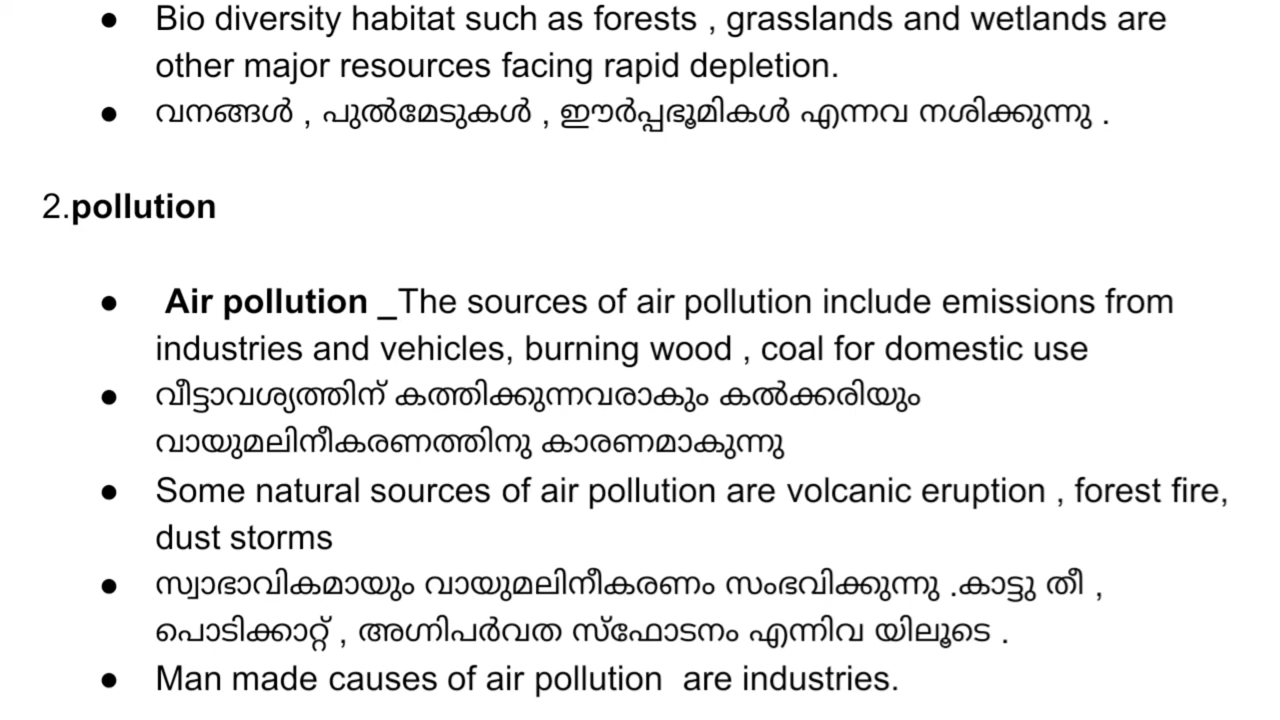 ● Bio diversity habitat such as forests , grasslands and wetlands are
other major resources facing rapid depletion.
● വനങ്ങൾ , പുൽമേടുകൾ , ഈർപ്പഭൂമികൾ എന്നവ നശിക്കുന്നു .
2.pollution
● Air pollution _The sources of air pollution include emissions from
industries and vehicles, burning wood , coal for domestic use
● വീട്ടാവശ്യത്തിന് കത്തിക്കുന്നവരാകും കൽക്കരിയും
വായുമലിനീകരണത്തിനു കാരണമാകുന്നു
● Some natural sources of air pollution are volcanic eruption , forest fire,
dust storms
● സ്വാഭാവികമായും വായുമലിനീകരണം സംഭവിക്കുന്നു .കാട്ടു തീ ,
പൊടിക്കാറ്റ് , അഗ്നിപർവത സ്ഫോടനം എന്നിവ യിലൂടെ .
● Man made causes of air pollution  are industries.